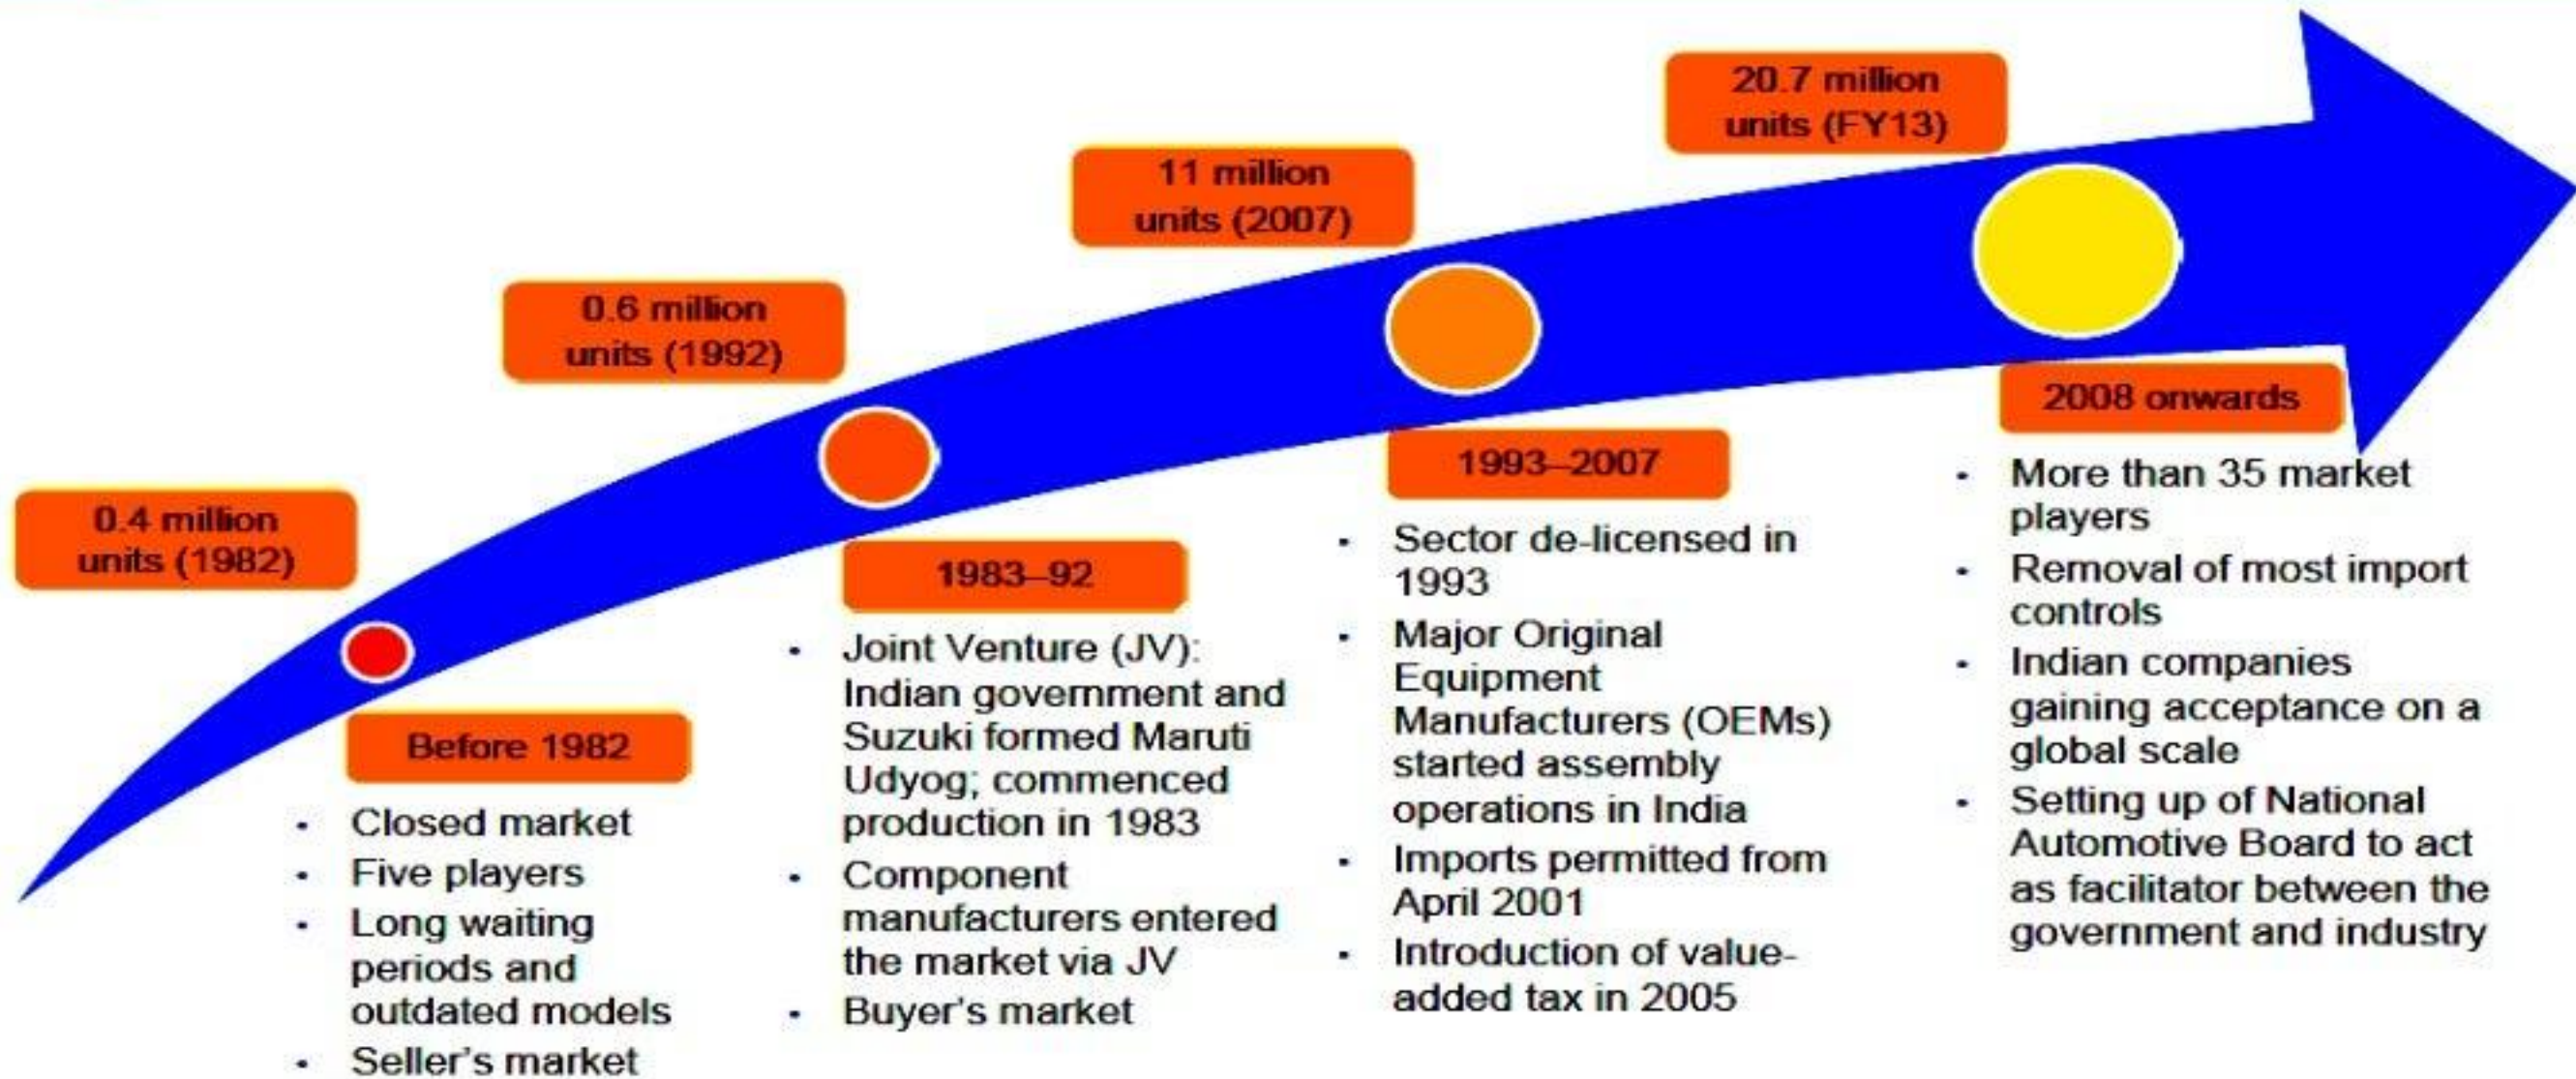 20.7 million
units (FY13)
11 million
units (2007)
0.6 million
units (1992)
0.4 million
units (1982)
Before 1982
• Closed market
• Five players
• Long waiting
periods and
outdated models
• Seller's market
1983–92
• Joint Venture (JV):
Indian government and
Suzuki formed Maruti
Udyog; commenced
production in 1983
• Component
manufacturers entered
the market via JV
• Buyer's market
1993–2007
• Sector de-licensed in
1993
• Major Original
Equipment
Manufacturers (OEMs)
started assembly
operations in India
• Imports permitted from
April 2001
• Introduction of value-
added tax in 2005
2008 onwards
• More than 35 market
players
• Removal of most import
controls
• Indian companies
gaining acceptance on a
global scale
• Setting up of National
Automotive Board to act
as facilitator between the
government and industry